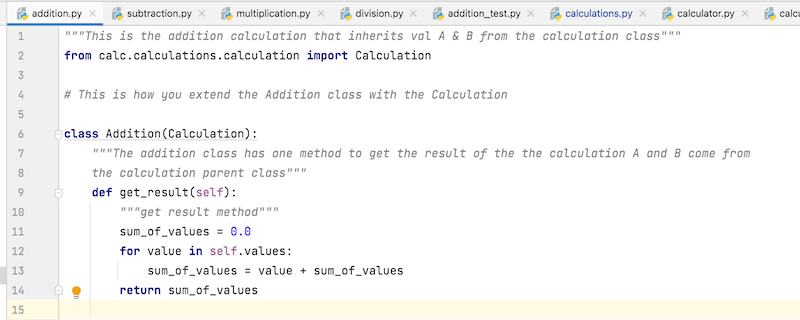 addition.py × subtraction.py × multiplication.py × division.py × addition_test.py × calculations.py × calculator.py ×
1 """This is the addition calculation that inherits val A & B from the calculation class"""
2 from calc.calculations.calculation import Calculation
3
4 # This is how you extend the Addition class with the Calculation
5
6 class Addition(Calculation):
7 """The addition class has one method to get the result of the the calculation A and B come from
8 the calculation parent class"""
9 def get_result(self):
10 """get result method"""
11 sum_of_values = 0.0
12 for value in self.values:
13 sum_of_values = value + sum_of_values
14 return sum_of_values
15